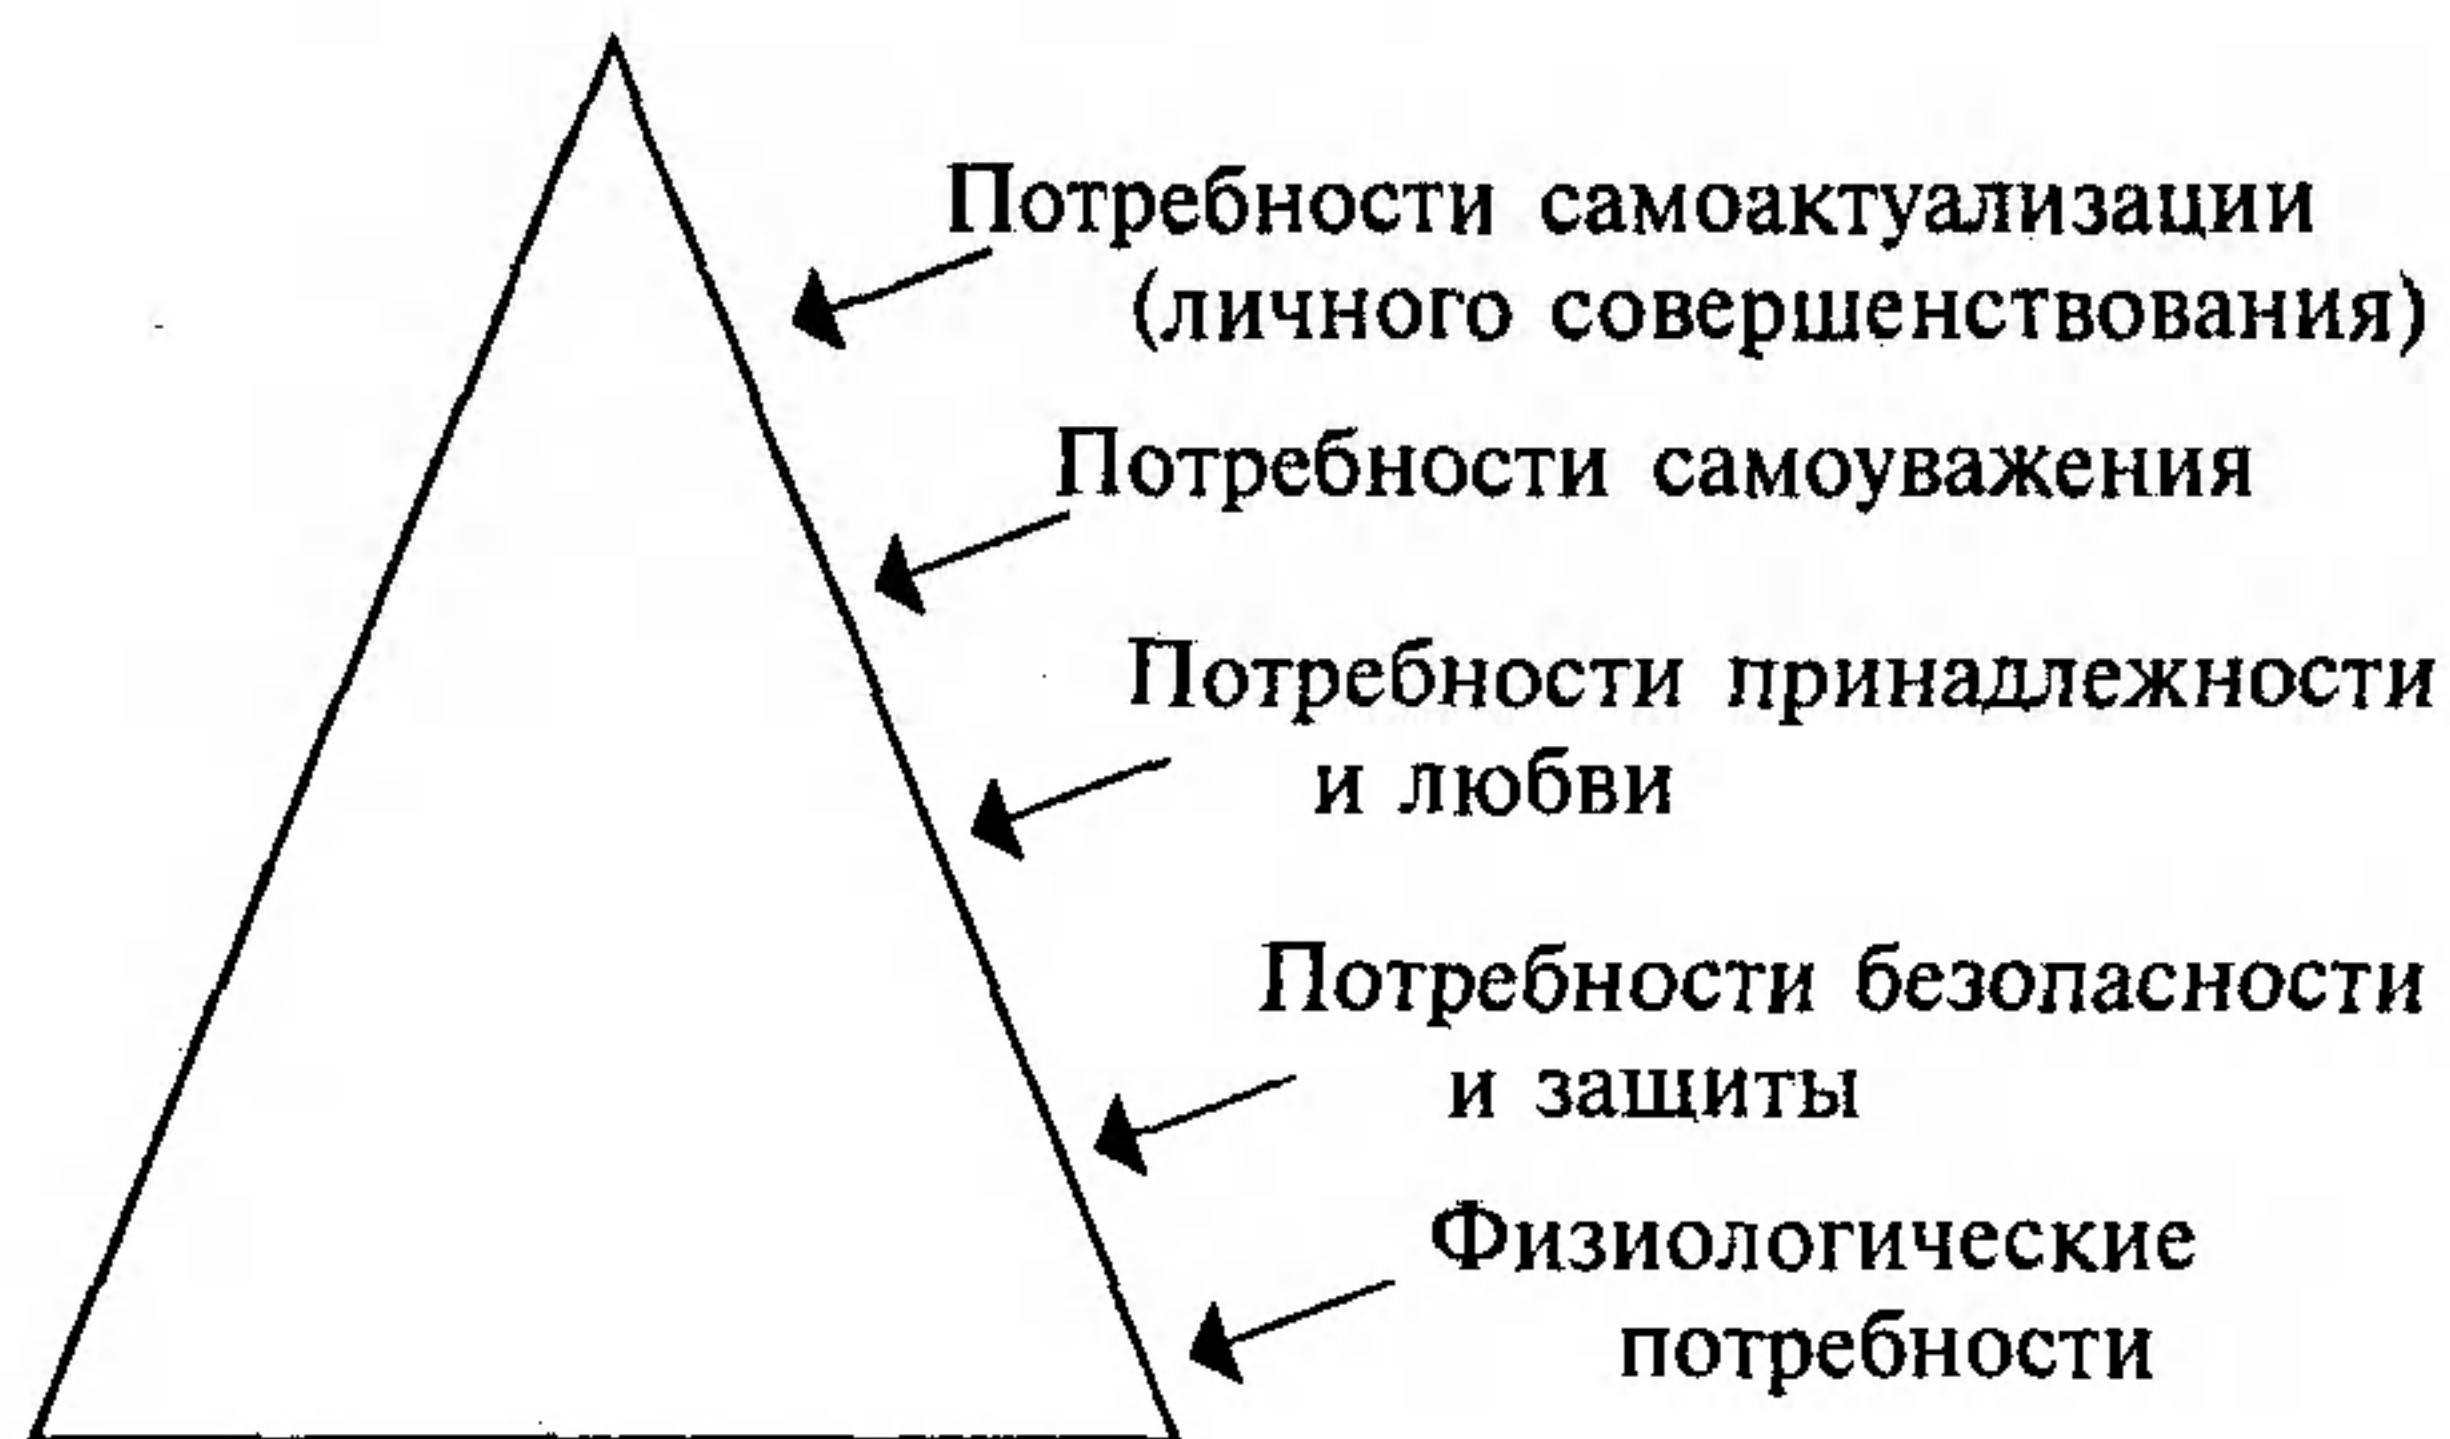 Потребности самоактуализации
(личного совершенствования)
Потребности самоуважения
Потребности принадлежности
и любви
Потребности безопасности
и защиты
Физиологические
потребности